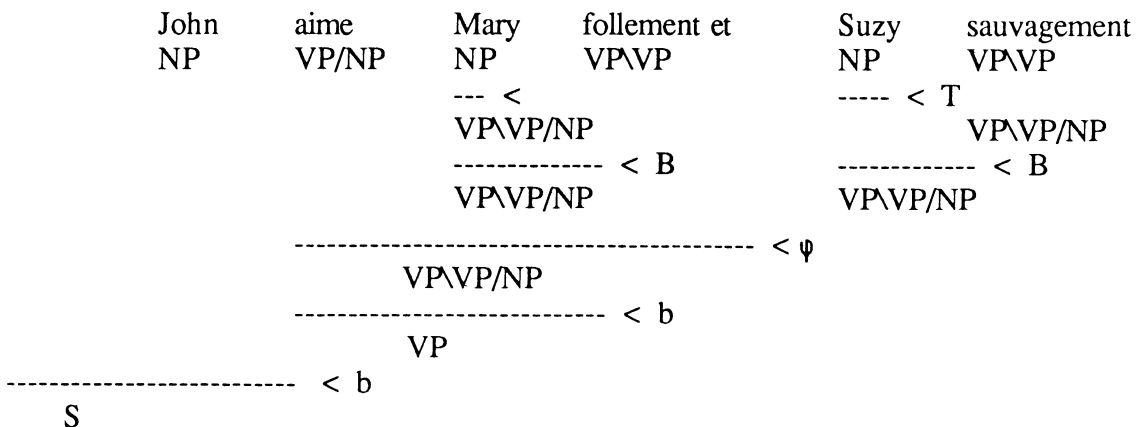 John aime Mary follement et Suzy sauvagement
NP VP/NP NP VP\VP NP VP\VP
--- < ----- < T
VP\VP/NP VP\VP/NP
------------- < B ------------ < B
VP\VP/NP VP\VP/NP
------------------------------------------ < φ
VP\VP/NP
---------------------------- < b
VP
-------------------------- < b
S